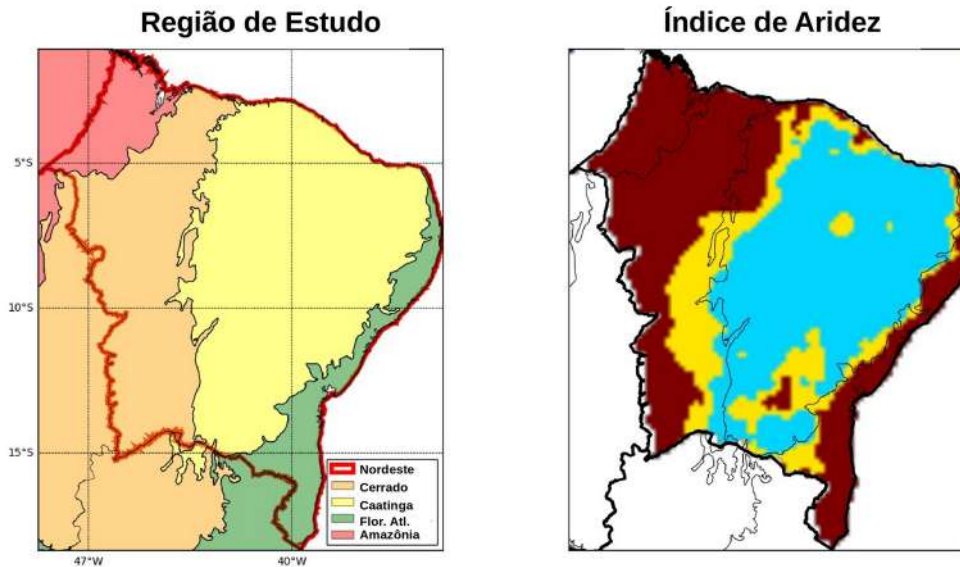 Região de Estudo
Índice de Aridez
5°S
10°S
15°S
47°W
40°W
Nordeste
Cerrado
Caatinga
Flor. Atl.
Amazônia